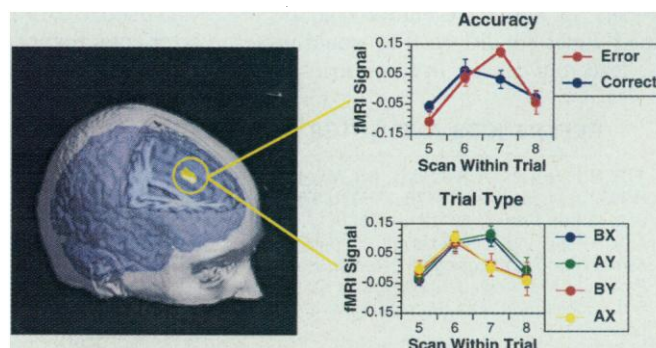 Accuracy
fMRI Signal
0.15
0.05
-0.05
-0.15
5 6 7 8
Scan Within Trial
Error
Correct
Trial Type
fMRI Signal
0.15
0.05
-0.05
-0.15
5 6 7 8
Scan Within Trial
BX
AY
BY
AX